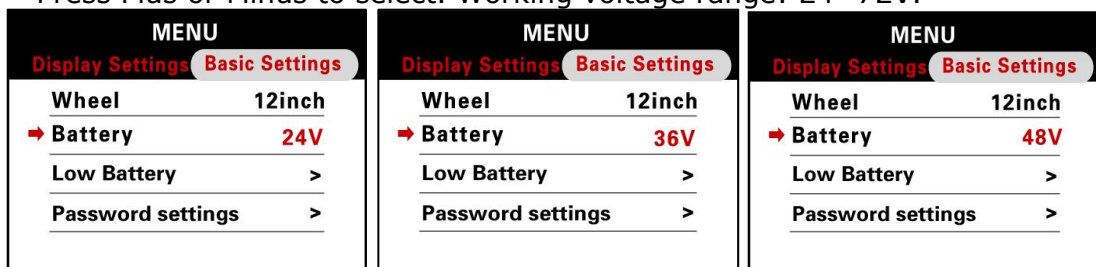 Press Plus or Minus to select. Working voltage range: 24~72V.
MENU
Display Settings Basic Settings
Wheel 12inch
Battery 24V
Low Battery >
Password settings >
MENU
Display Settings Basic Settings
Wheel 12inch
Battery 36V
Low Battery >
Password settings >
MENU
Display Settings Basic Settings
Wheel 12inch
Battery 48V
Low Battery >
Password settings >